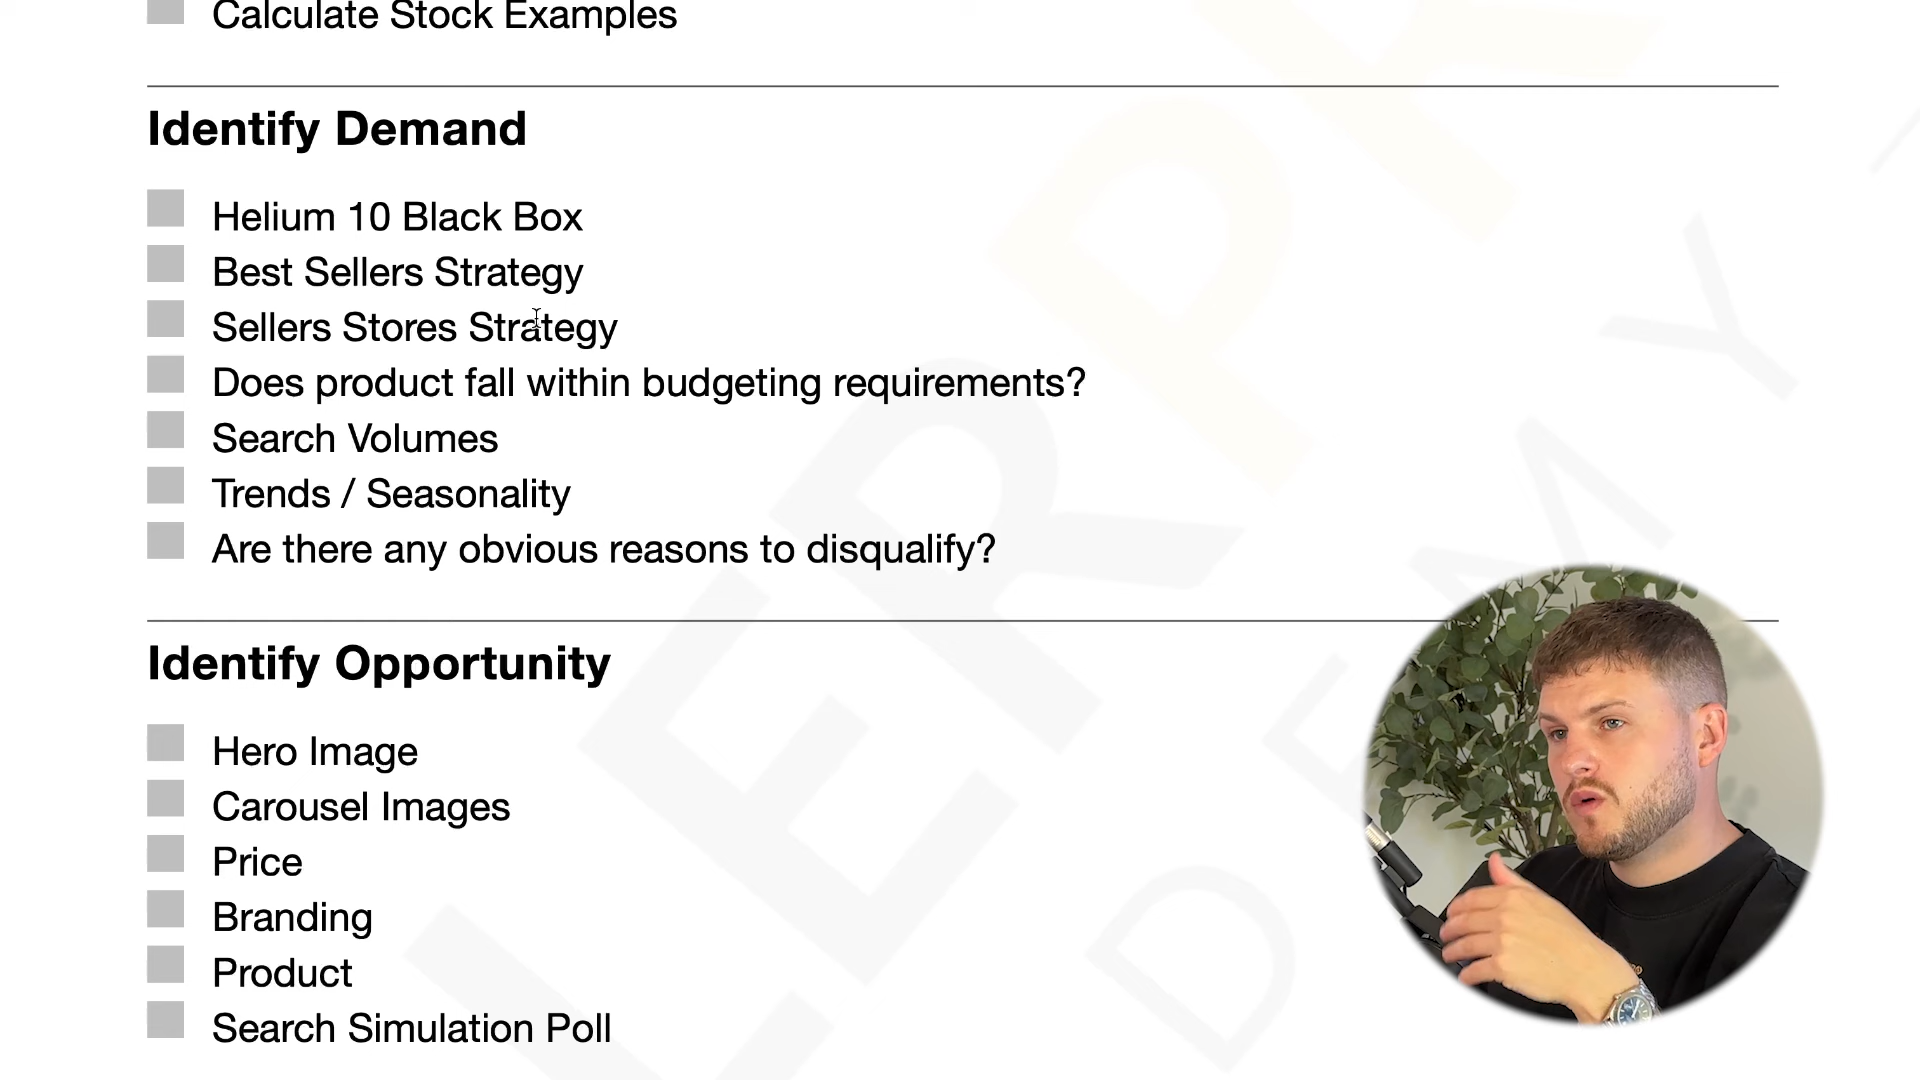 Calculate Stock Examples
Identify Demand
Helium 10 Black Box
Best Sellers Strategy
Sellers Stores Strategy
Does product fall within budgeting requirements?
Search Volumes
Trends / Seasonality
Are there any obvious reasons to disqualify?
Identify Opportunity
Hero Image
Carousel Images
Price
Branding
Product
Search Simulation Poll